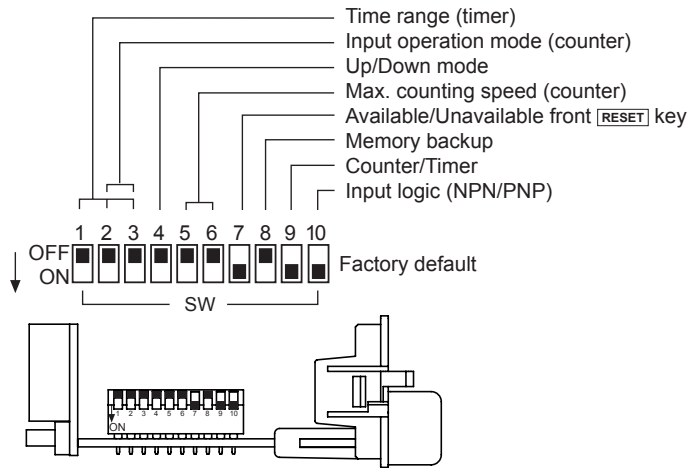 Time range (timer)
Input operation mode (counter)
Up/Down mode
Max. counting speed (counter)
Available/Unavailable front RESET key
Memory backup
Counter/Timer
Input logic (NPN/PNP)
1 2 3 4 5 6 7 8 9 10
OFF
ON
Factory default
SW
1 2 3 4 5 6 7 8 9 10
ON